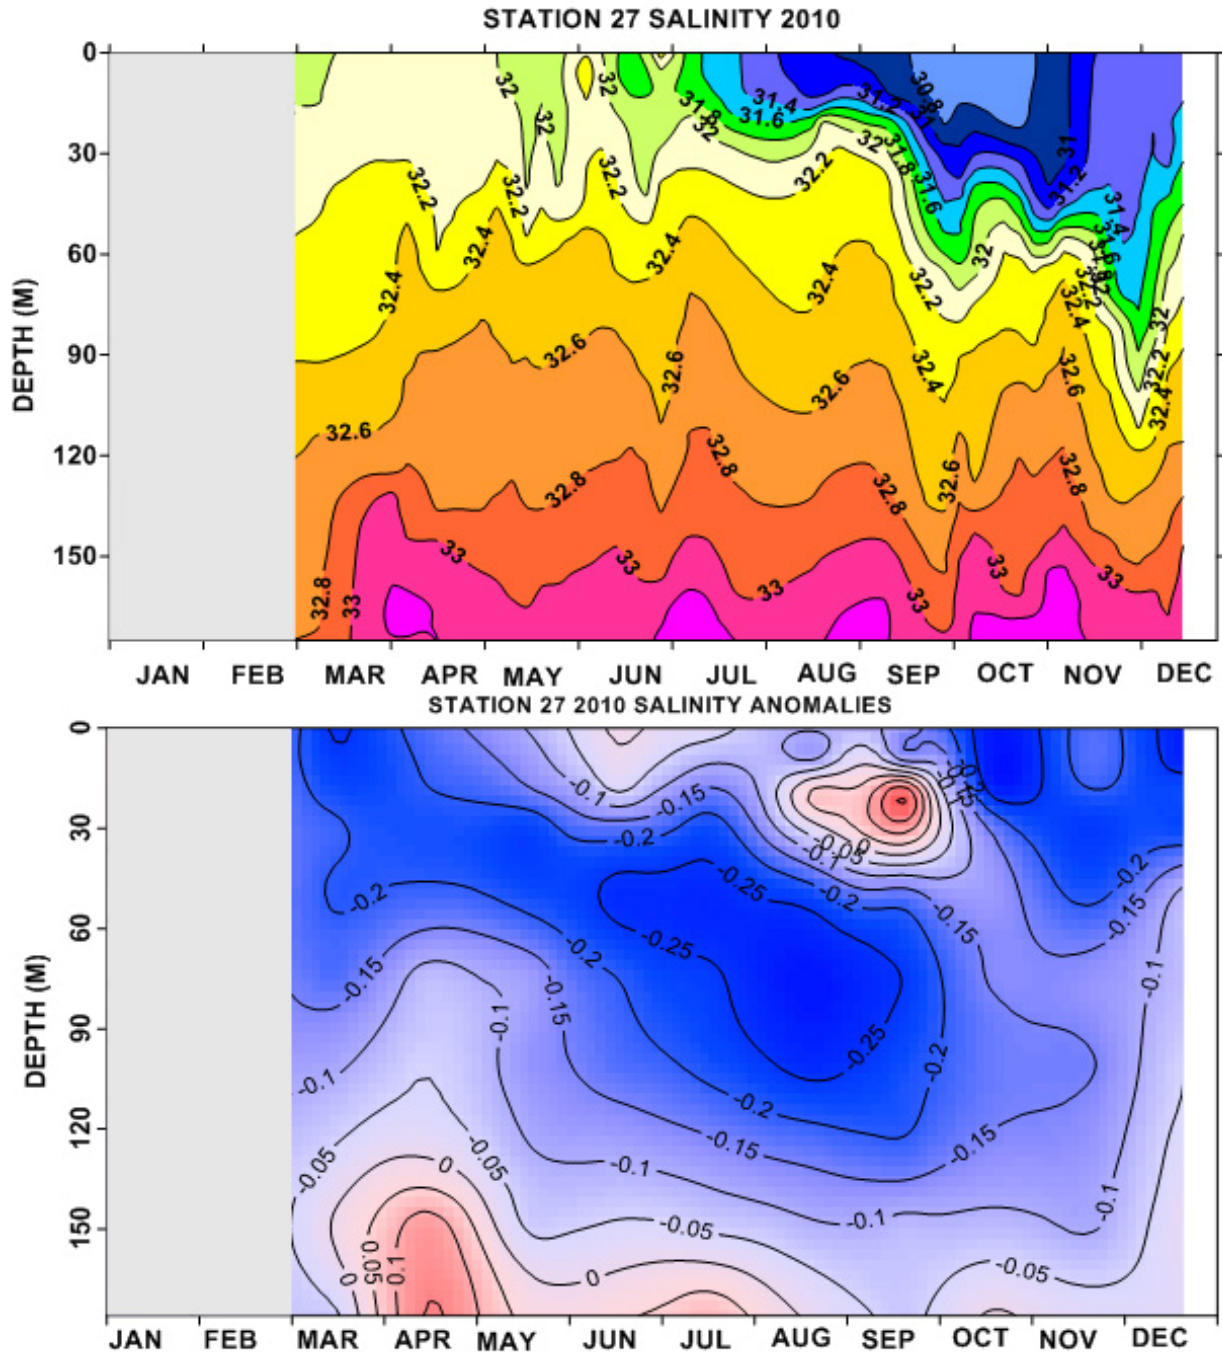 STATION 27 SALINITY 2010
0
30
60
90
120
150
DEPTH (M)
32 32 32 31.8 32 31.4 31.6 31.2 30.8 31
32.2 32.2 32.2 32.2 32 31.8 31.6 31 31.2 31.4 31.6
32.4 32.4 32.4 32.4 32.2 32 32.2 32.4 32
32.6 32.6 32.6 32.6 32.4 32.6 32.2 32.4
32.8 32.8 32.8 32.6 32.8
32.8 33 33 33 33 33 33 33
JAN FEB MAR APR MAY JUN JUL AUG SEP OCT NOV DEC
STATION 27 2010 SALINITY ANOMALIES
0
30
60
90
120
150
DEPTH (M)
-0.1 -0.15 -0.2 -0.15 -0.1
-0.2 -0.05 -0.1 -0.2
-0.2 -0.25 -0.2 -0.15 -0.15
-0.15 -0.2 -0.25 -0.1
-0.1 -0.15 -0.25 -0.2
-0.1 -0.2
-0.05 0 -0.05 -0.1 -0.15 -0.15 -0.1
-0.05 -0.1
0 0.05 0.1 0 -0.05
JAN FEB MAR APR MAY JUN JUL AUG SEP OCT NOV DEC